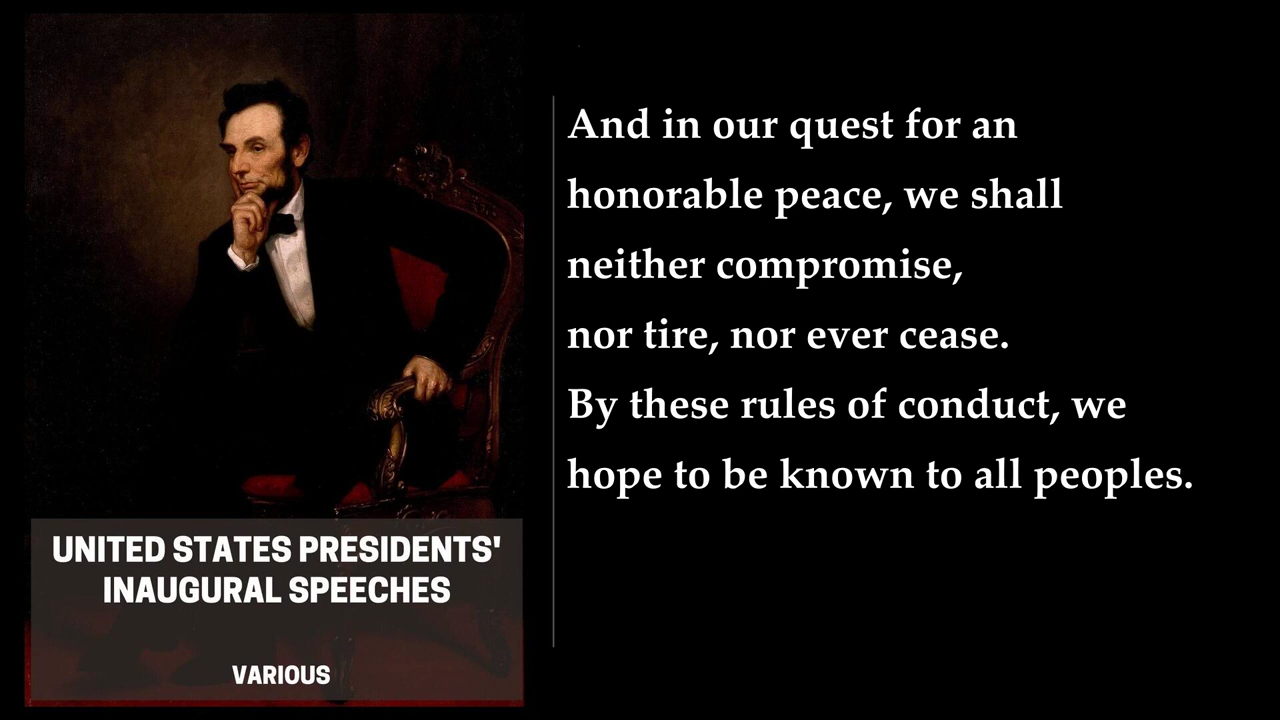 And in our quest for an
honorable peace, we shall
neither compromise,
nor tire, nor ever cease.
By these rules of conduct, we
hope to be known to all peoples.
UNITED STATES PRESIDENTS'
INAUGURAL SPEECHES
VARIOUS